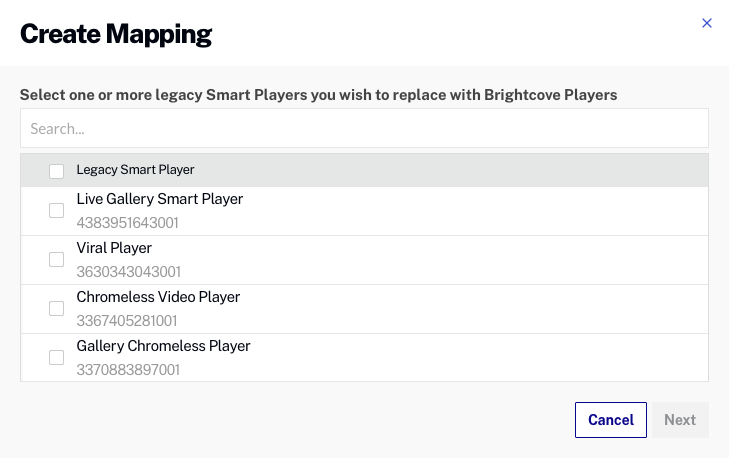 Create Mapping
Select one or more legacy Smart Players you wish to replace with Brightcove Players
Search...
Legacy Smart Player
Live Gallery Smart Player
4383951643001
Viral Player
3630343043001
Chromeless Video Player
3367405281001
Gallery Chromeless Player
3370883897001
Cancel Next